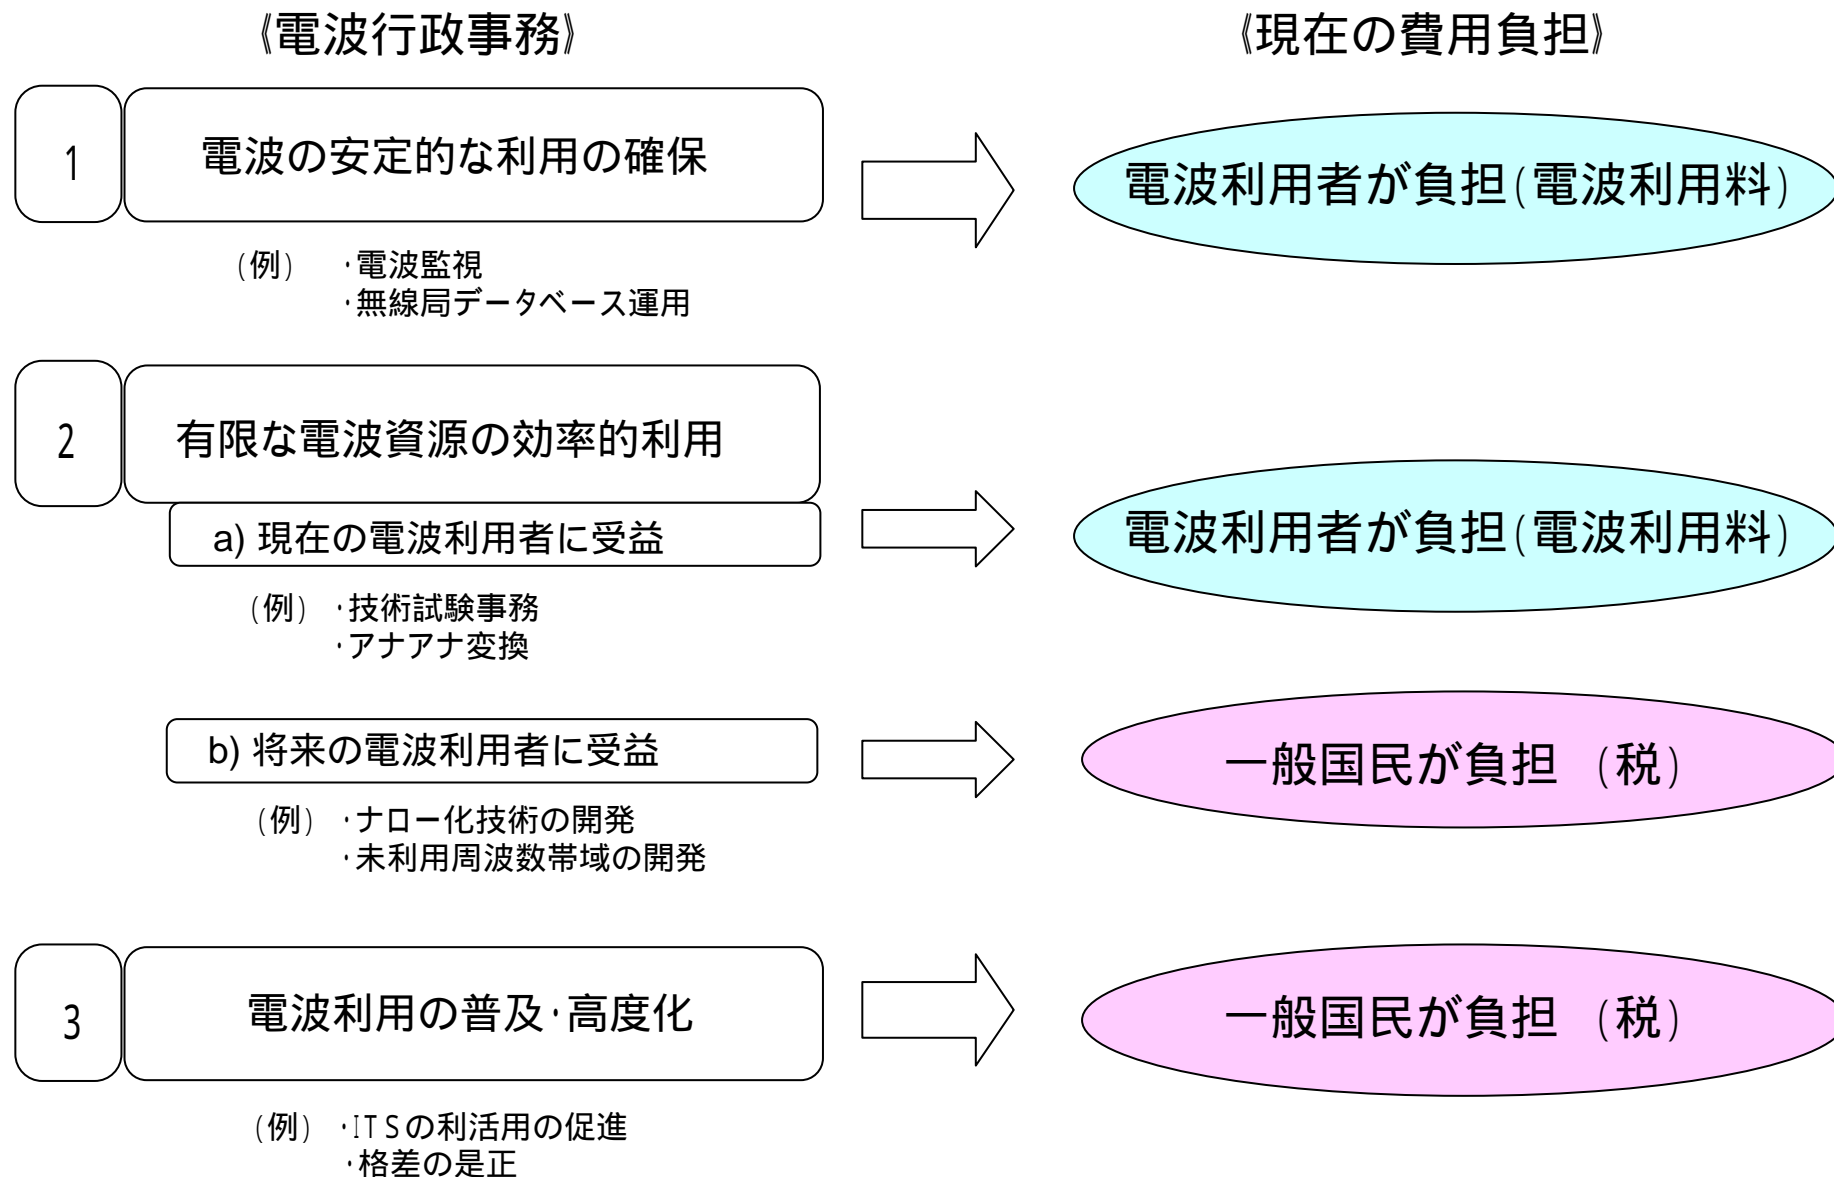 《電波行政事務》
《現在の費用負担》
1
電波の安定的な利用の確保
電波利用者が負担(電波利用料)
(例) ・電波監視
・無線局データベース運用
2
有限な電波資源の効率的利用
a) 現在の電波利用者に受益
電波利用者が負担(電波利用料)
(例) ・技術試験事務
・アナアナ変換
b) 将来の電波利用者に受益
一般国民が負担 (税)
(例) ・ナロー化技術の開発
・未利用周波数帯域の開発
3
電波利用の普及・高度化
一般国民が負担 (税)
(例) ・ITSの利活用の促進
・格差の是正